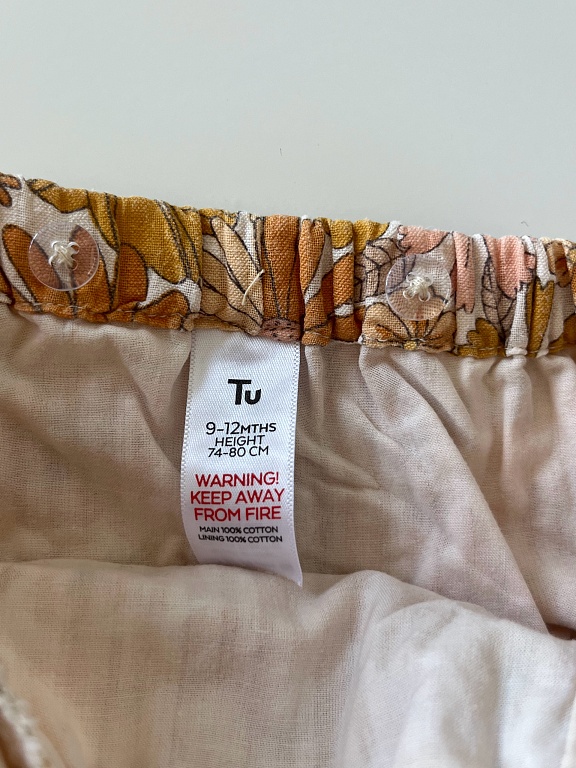 Tu
9-12MTHS
HEIGHT
74-80 CM
WARNING!
KEEP AWAY
FROM FIRE
MAIN 100% COTTON
LINING 100% COTTON